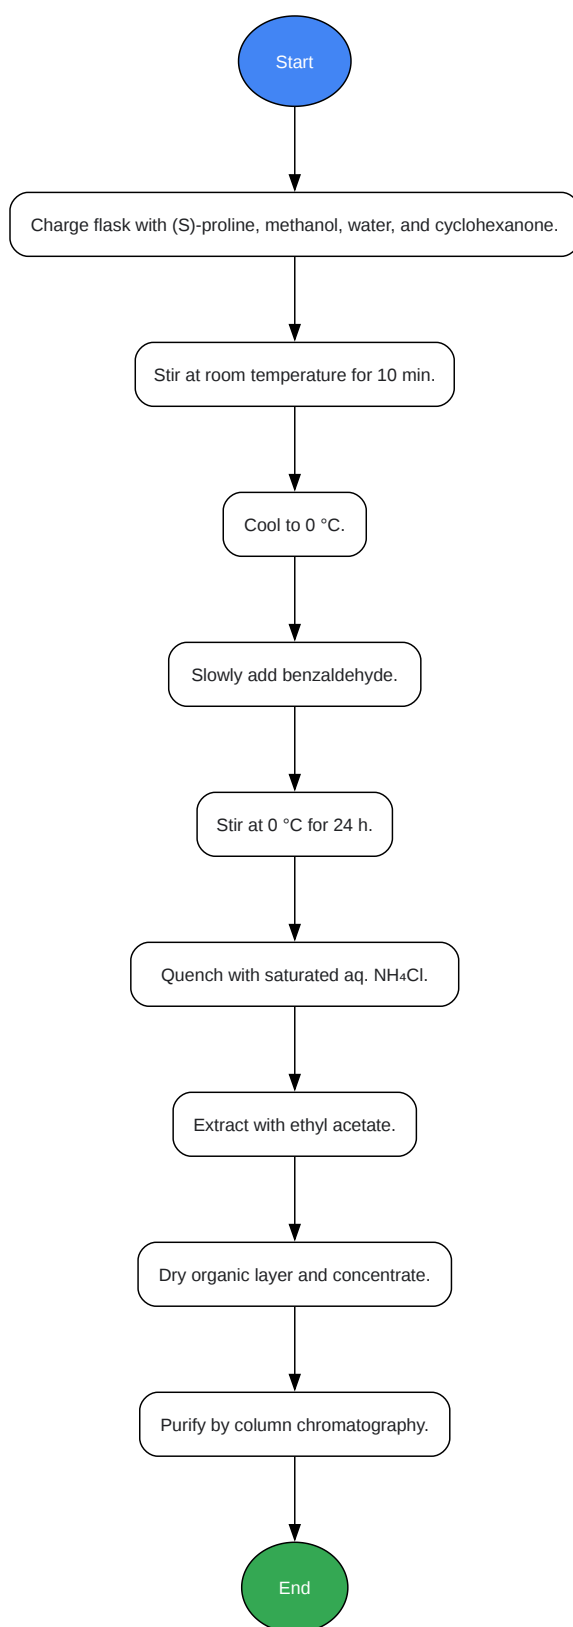 Start
Charge flask with (S)-proline, methanol, water, and cyclohexanone.
Stir at room temperature for 10 min.
Cool to 0 °C.
Slowly add benzaldehyde.
Stir at 0 °C for 24 h.
Quench with saturated aq. NH₄Cl.
Extract with ethyl acetate.
Dry organic layer and concentrate.
Purify by column chromatography.
End